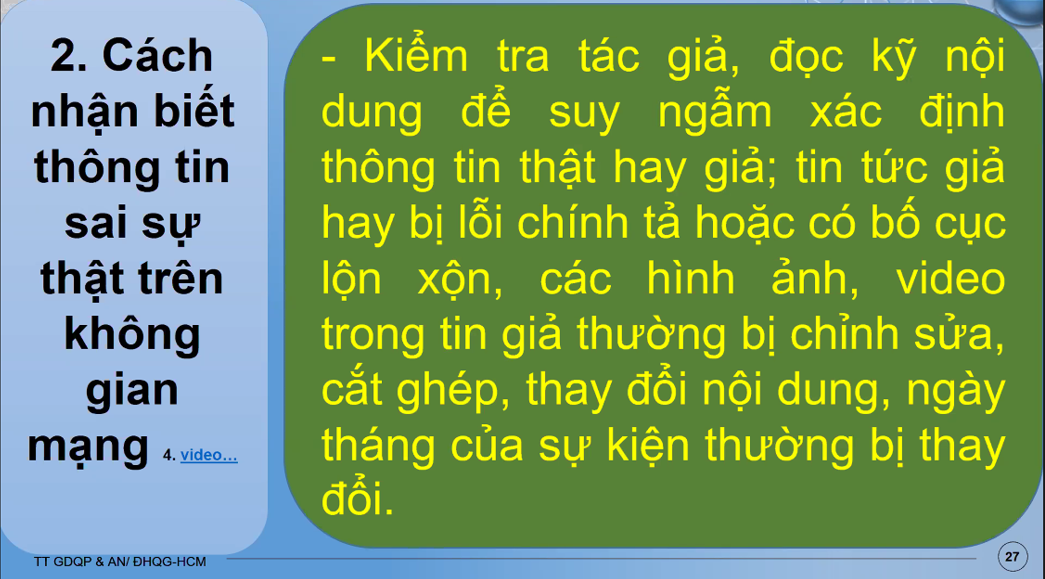 2. Cách
nhận biết
thông tin
sai sự
thật trên
không
gian
mạng 4. video...
- Kiểm tra tác giả, đọc kỹ nội
dung để suy ngẫm xác định
thông tin thật hay giả; tin tức giả
hay bị lỗi chính tả hoặc có bố cục
lộn xộn, các hình ảnh, video
trong tin giả thường bị chỉnh sửa,
cắt ghép, thay đổi nội dung, ngày
tháng của sự kiện thường bị thay
đổi.
TT GDQP & AN/ ĐHQG-HCM
27